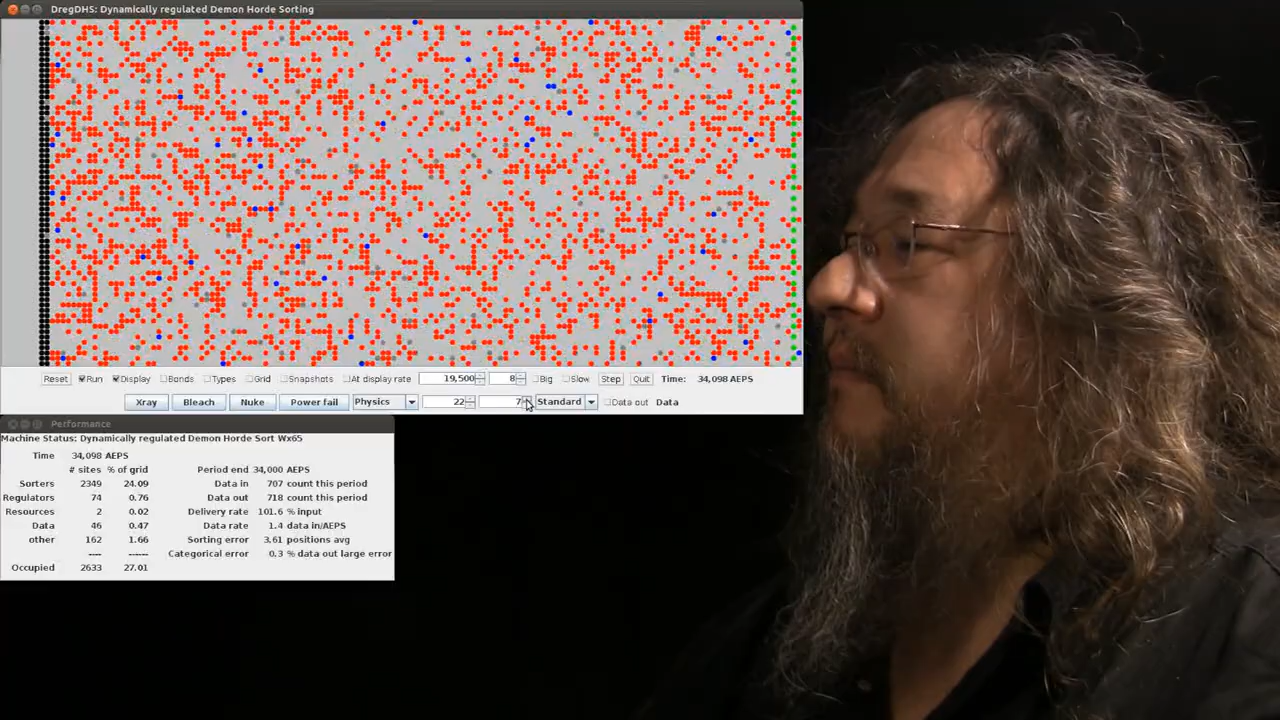 DregDHS: Dynamically regulated Demon Horde Sorting
Reset Run Display Bonds Types Grid Snapshots At display rate 19,500 8 Big Slow Step Quit Time: 34,098 AEPS
Xray Bleach Nuke Power fail Physics 22 7 Standard Data out Data
Performance
Machine Status: Dynamically regulated Demon Horde Sort Wx65
Time 34,098 AEPS
# sites % of grid Period end 34,000 AEPS
Sorters 2349 24.09 Data in 707 count this period
Regulators 74 0.76 Data out 718 count this period
Resources 2 0.02 Delivery rate 101.6 % input
Data 46 0.47 Data rate 1.4 data in/AEPS
other 162 1.66 Sorting error 3.61 positions avg
---- ------ Categorical error 0.3 % data out large error
Occupied 2633 27.01